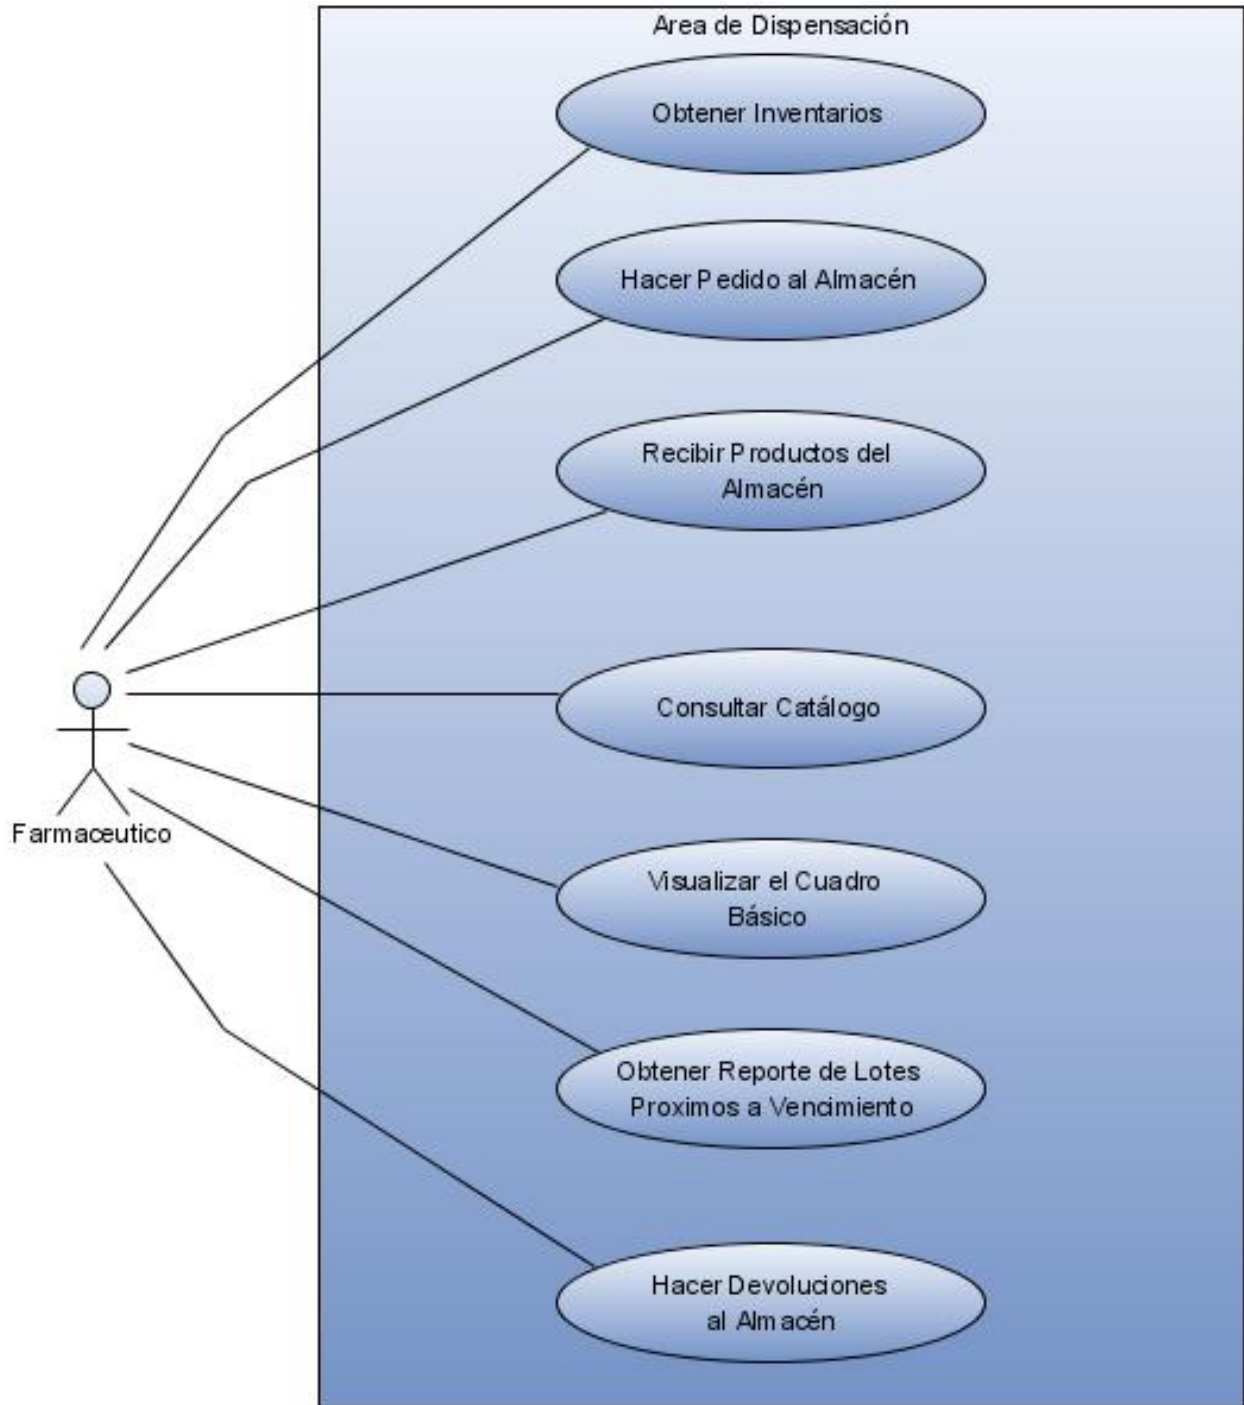 Area de Dispensación
Obtener Inventarios
Hacer Pedido al Almacén
Recibir Productos del
Almacén
Consultar Catálogo
Farmaceutico
Visualizar el Cuadro
Básico
Obtener Reporte de Lotes
Proximos a Vencimiento
Hacer Devoluciones
al Almacén